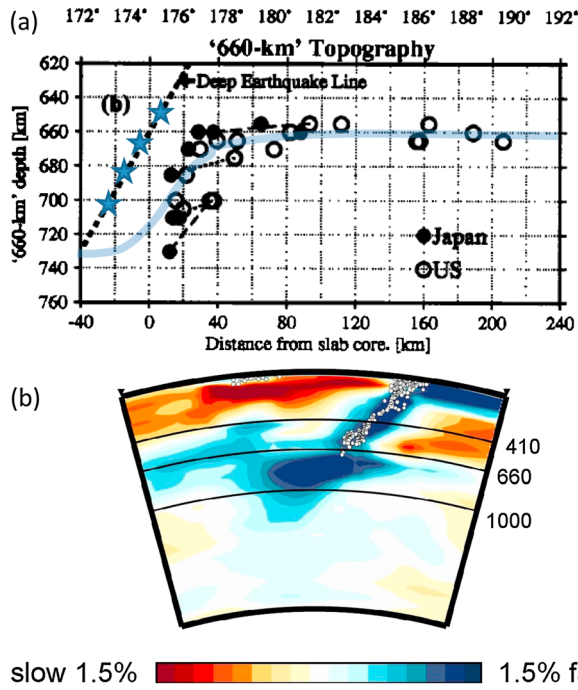 172° 174° 176° 178° 180° 182° 184° 186° 188° 190° 192°
(a)
‘660-km’ Topography
620
Deep Earthquake Line
640
(b)
660
680
700
720
740
760
‘660-km’ depth [km]
Japan
US
-40 0 40 80 120 160 200 240
Distance from slab core. [km]
(b)
410
660
1000
slow 1.5% 1.5% f